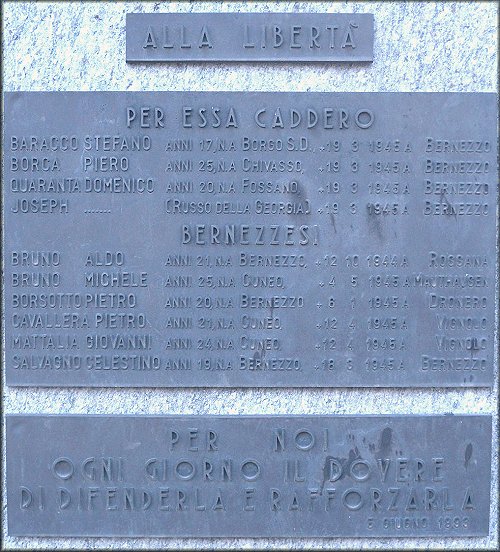 ALLA LIBERTA'
PER ESSA CADDERO
BARACCO STEFANO ANNI 17, N.A BORGO S.D., +19 3 1945 A BERNEZZO
BORGA PIERO ANNI 25, N.A CHIVASSO, +19 3 1945 A BERNEZZO
QUARANTA DOMENICO ANNI 20, N.A FOSSANO, +19 3 1945 A BERNEZZO
JOSEPH ....... (RUSSO DELLA GEORGIA) +19 3 1945 A BERNEZZO
BERNEZZESI
BRUNO ALDO ANNI 21, N.A BERNEZZO, +12 10 1944 A ROSSANA
BRUNO MICHELE ANNI 25, N.A CUNEO, +4 5 1945 A MAUTHAUSEN
BORSOTTO PIETRO ANNI 20, N.A BERNEZZO +6 1 1945 A DRONERO
CAVALLERA PIETRO ANNI 21, N.A CUNEO, +12 4 1945 A VIGNOLO
MATTALIA GIOVANNI ANNI 24, N.A CUNEO, +12 4 1945 A VIGNOLO
SALVAGNO CELESTINO ANNI 19, N.A BERNEZZO, +18 3 1945 A BERNEZZO
PER NOI
OGNI GIORNO IL DOVERE
DI DIFENDERLA E RAFFORZARLA
GIUGNO 1993